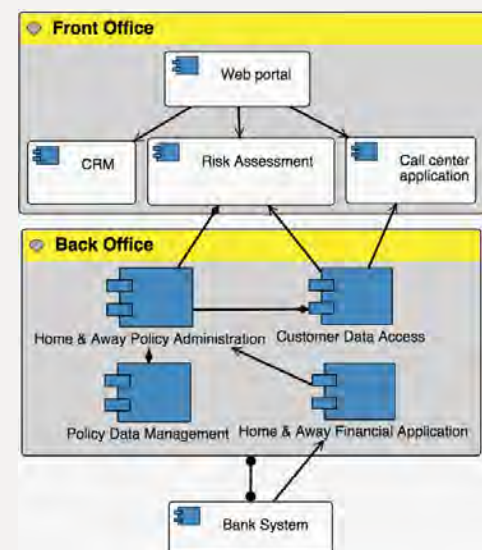 Front Office
Web portal
CRM
Risk Assessment
Call center
application
Back Office
Home & Away Policy Administration
Customer Data Access
Policy Data Management
Home & Away Financial Application
Bank System